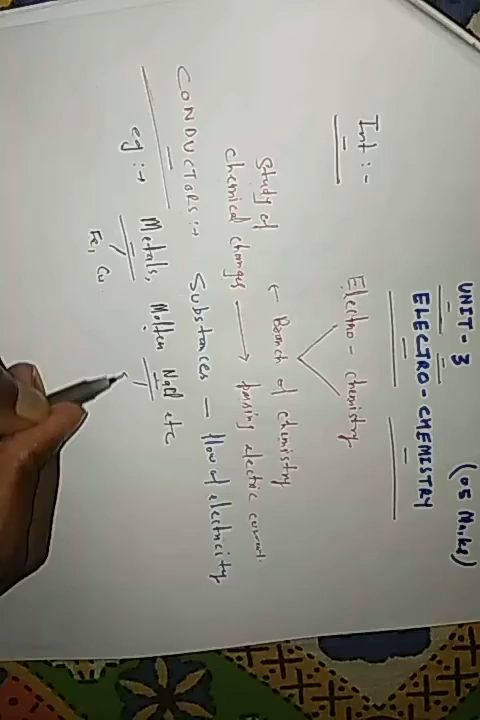 UNIT - 3 (05 Marks)
ELECTRO - CHEMISTRY
Int :-
Electro - chemistry
← Branch of chemistry
Study of chemical changes → passing electric current.
CONDUCTORS :→ Substances – flow of electricity
eg :→ Metals, Molten NaCl etc
Fe, Cu